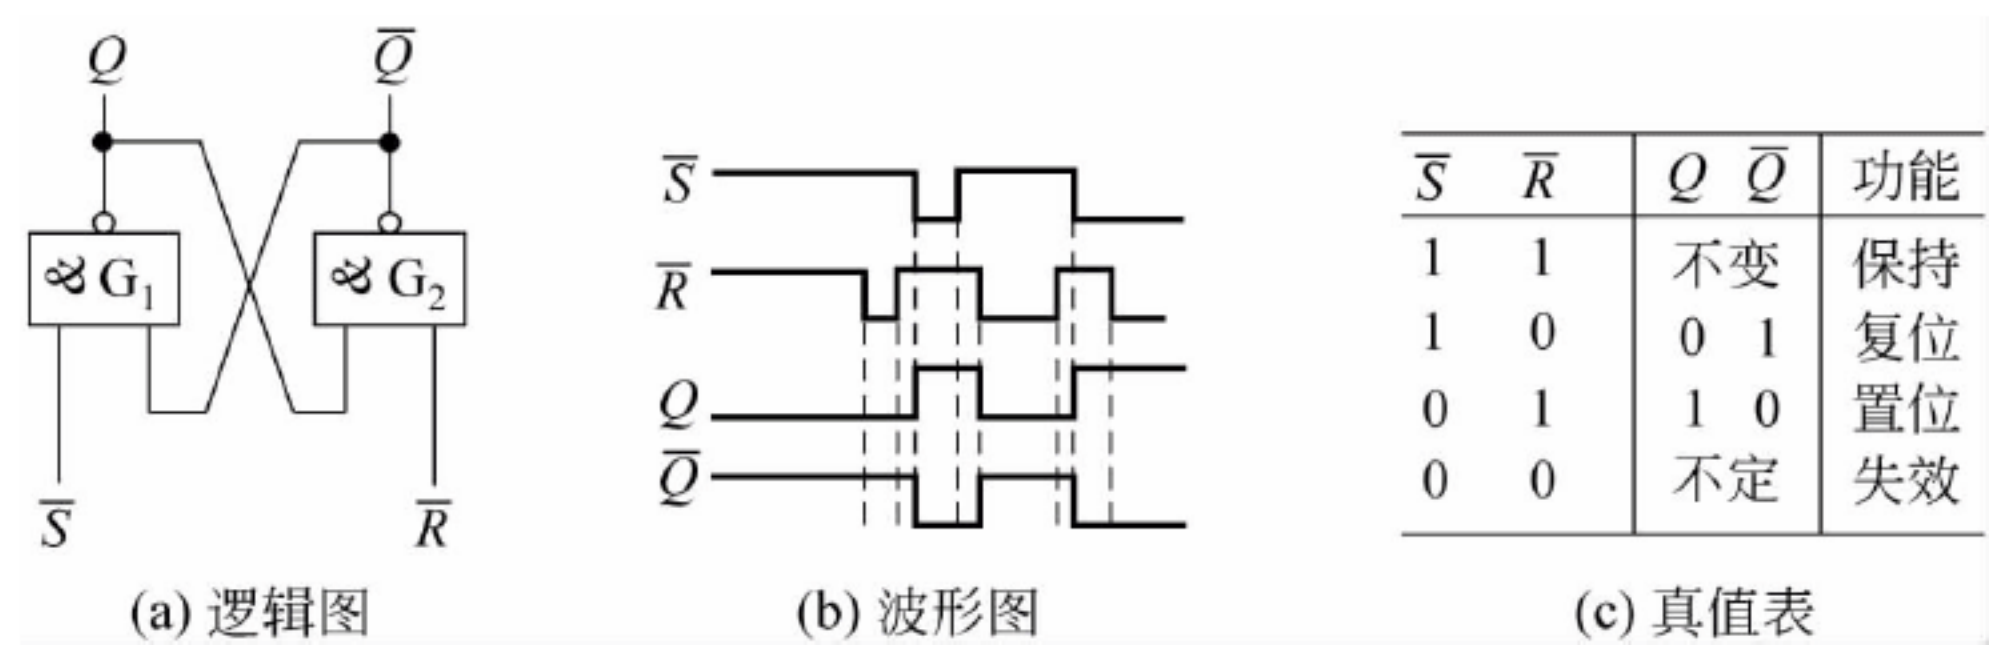 Q Q̅
& G₁ & G₂
S̅ R̅
(a) 逻辑图
S̅
R̅
Q
Q̅
(b) 波形图
S̅ R̅ Q Q̅ 功能
1 1 不变 保持
1 0 0 1 复位
0 1 1 0 置位
0 0 不定 失效
(c) 真值表